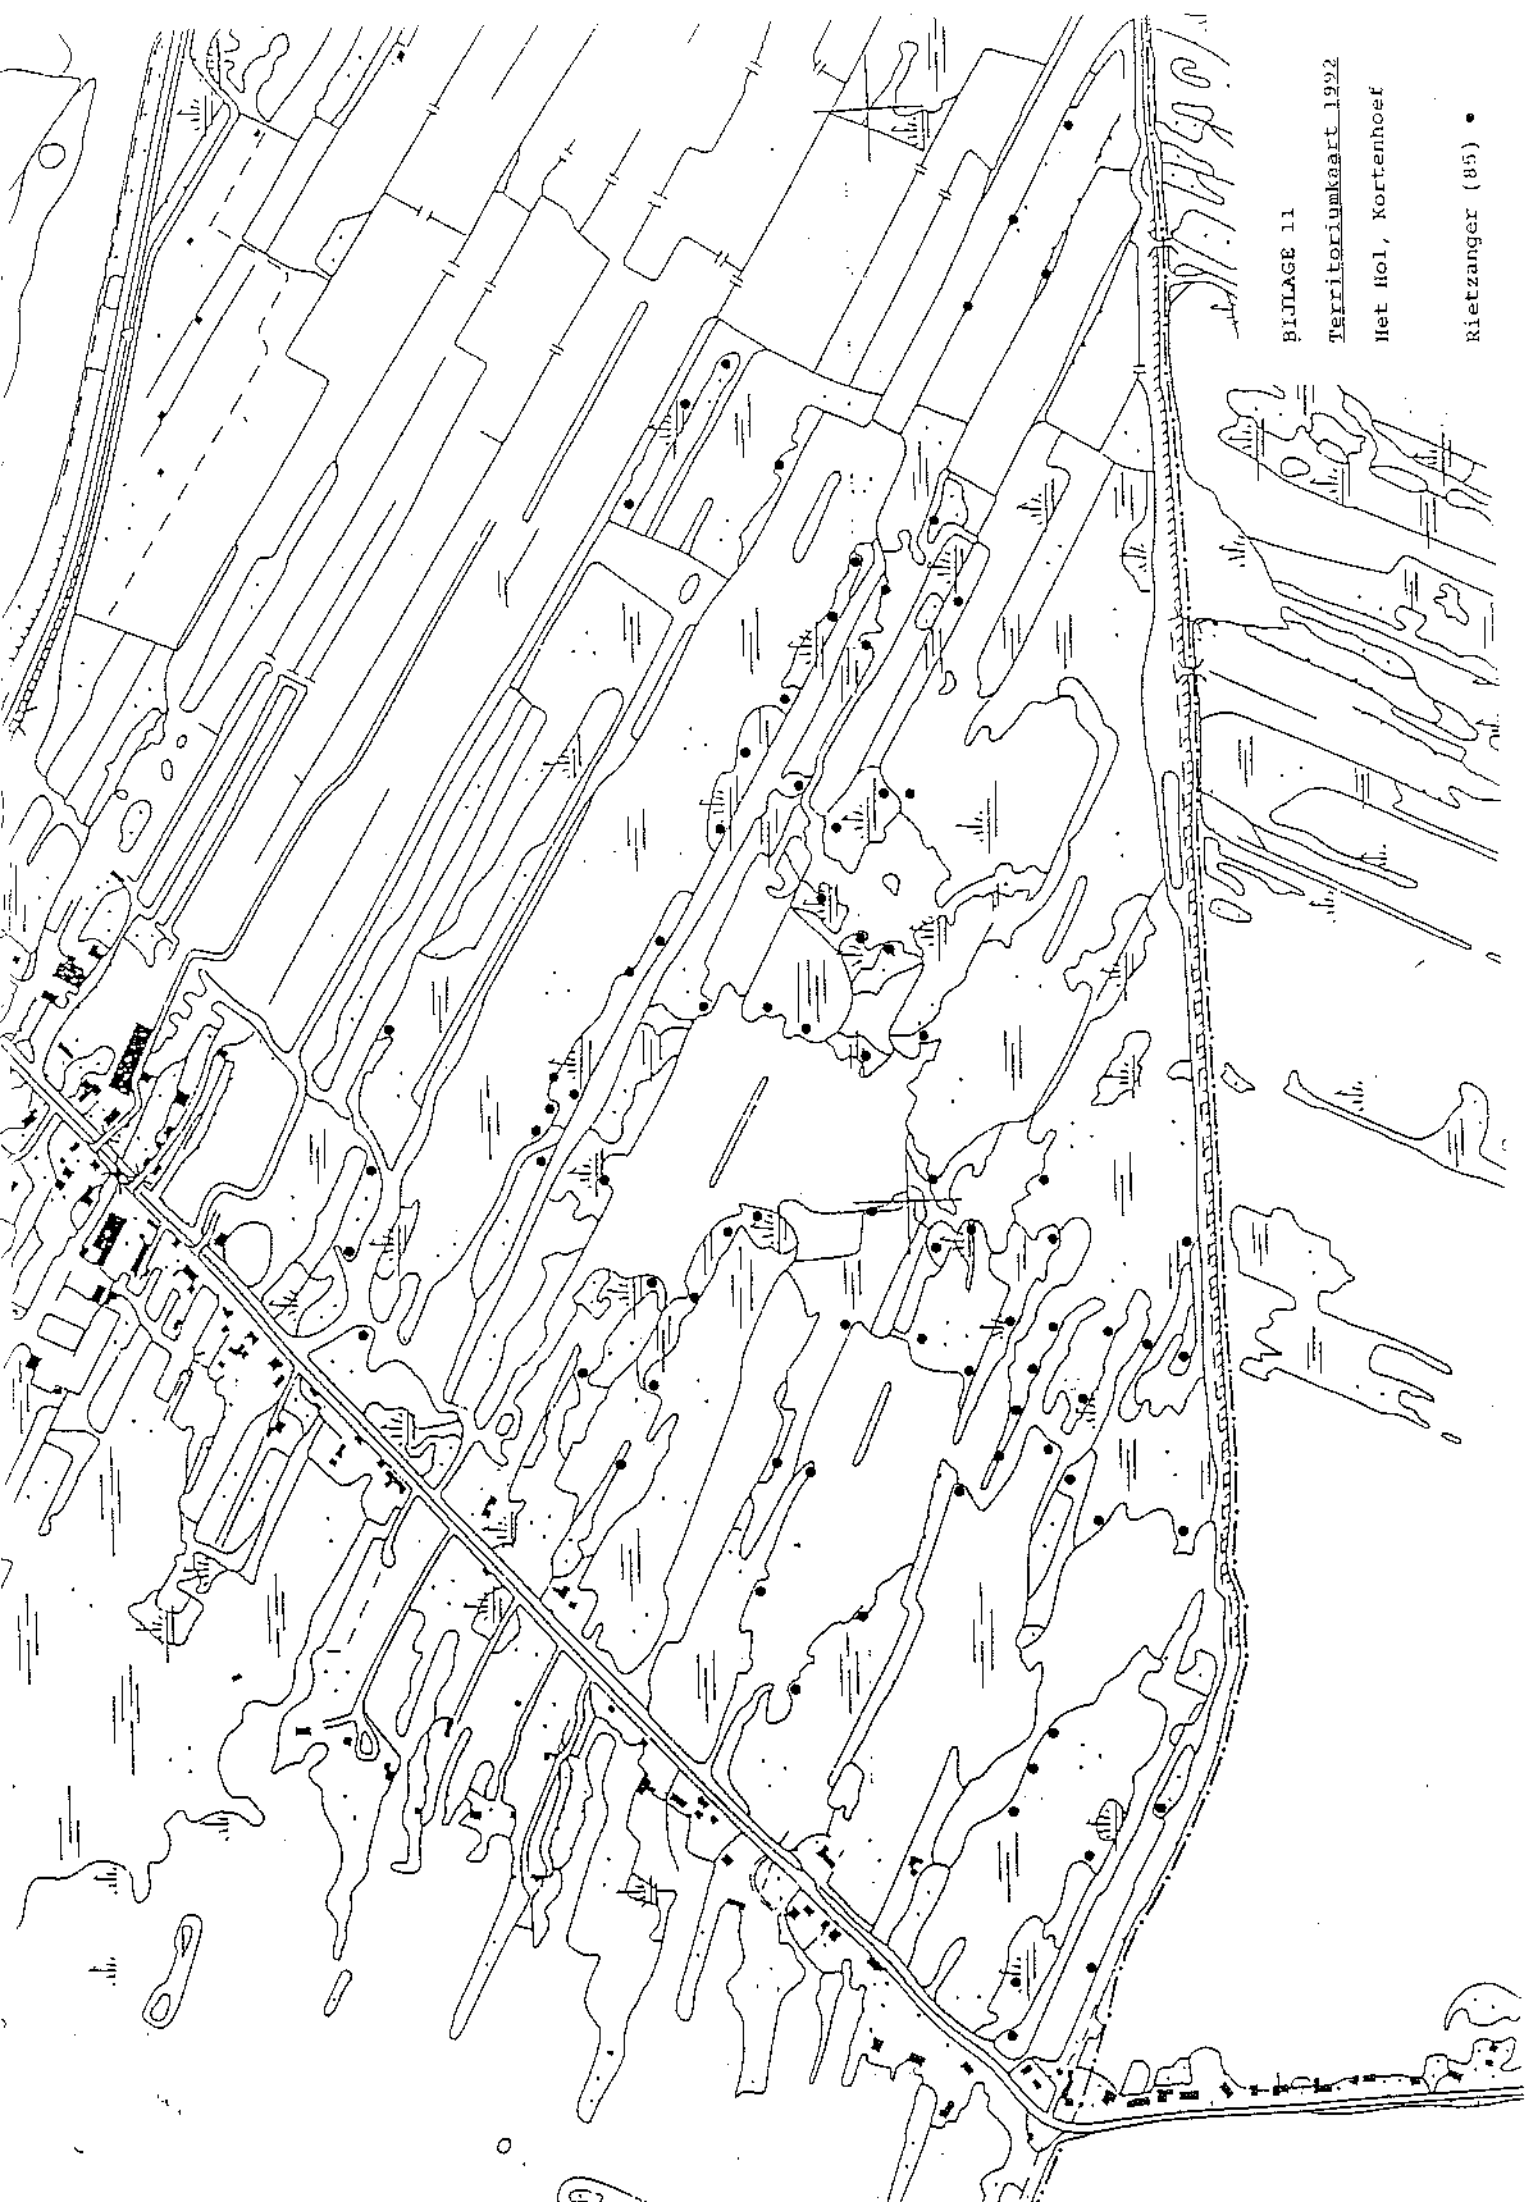 BIJLAGE 11
Territoriumkaart 1992
Het Hol, Kortenhoef
Rietzanger (85) •